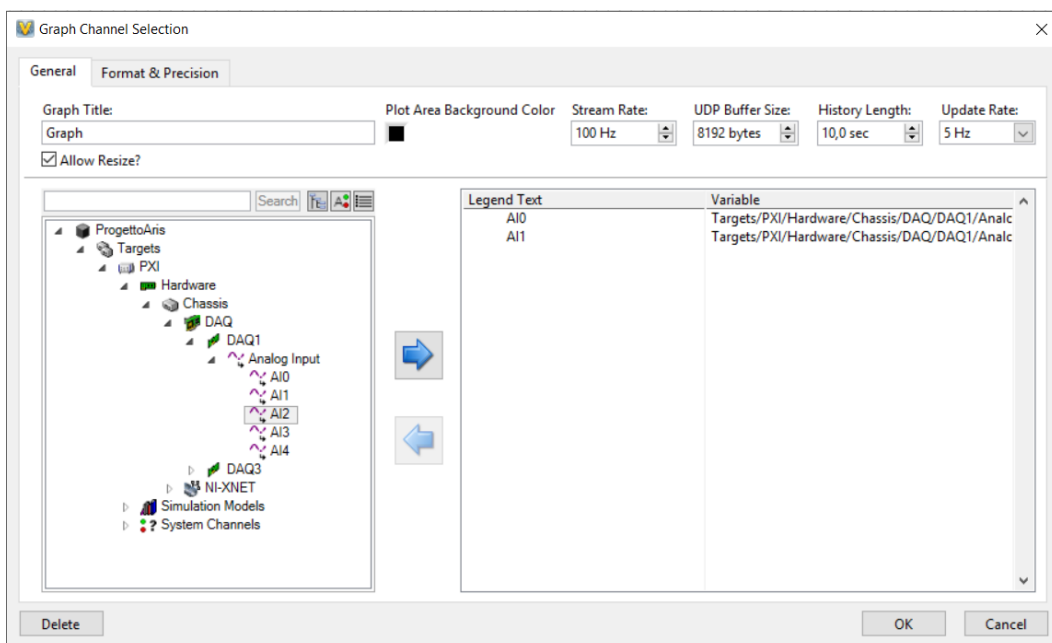 Graph Channel Selection
General Format & Precision
Graph Title: Plot Area Background Color Stream Rate: UDP Buffer Size: History Length: Update Rate:
Graph 100 Hz 8192 bytes 10,0 sec 5 Hz
Allow Resize?
Search
Legend Text Variable
AI0 Targets/PXI/Hardware/Chassis/DAQ/DAQ1/Analc
AI1 Targets/PXI/Hardware/Chassis/DAQ/DAQ1/Analc
ProgettoAris
Targets
PXI
Hardware
Chassis
DAQ
DAQ1
Analog Input
AI0
AI1
AI2
AI3
AI4
DAQ3
NI-XNET
Simulation Models
System Channels
Delete OK Cancel